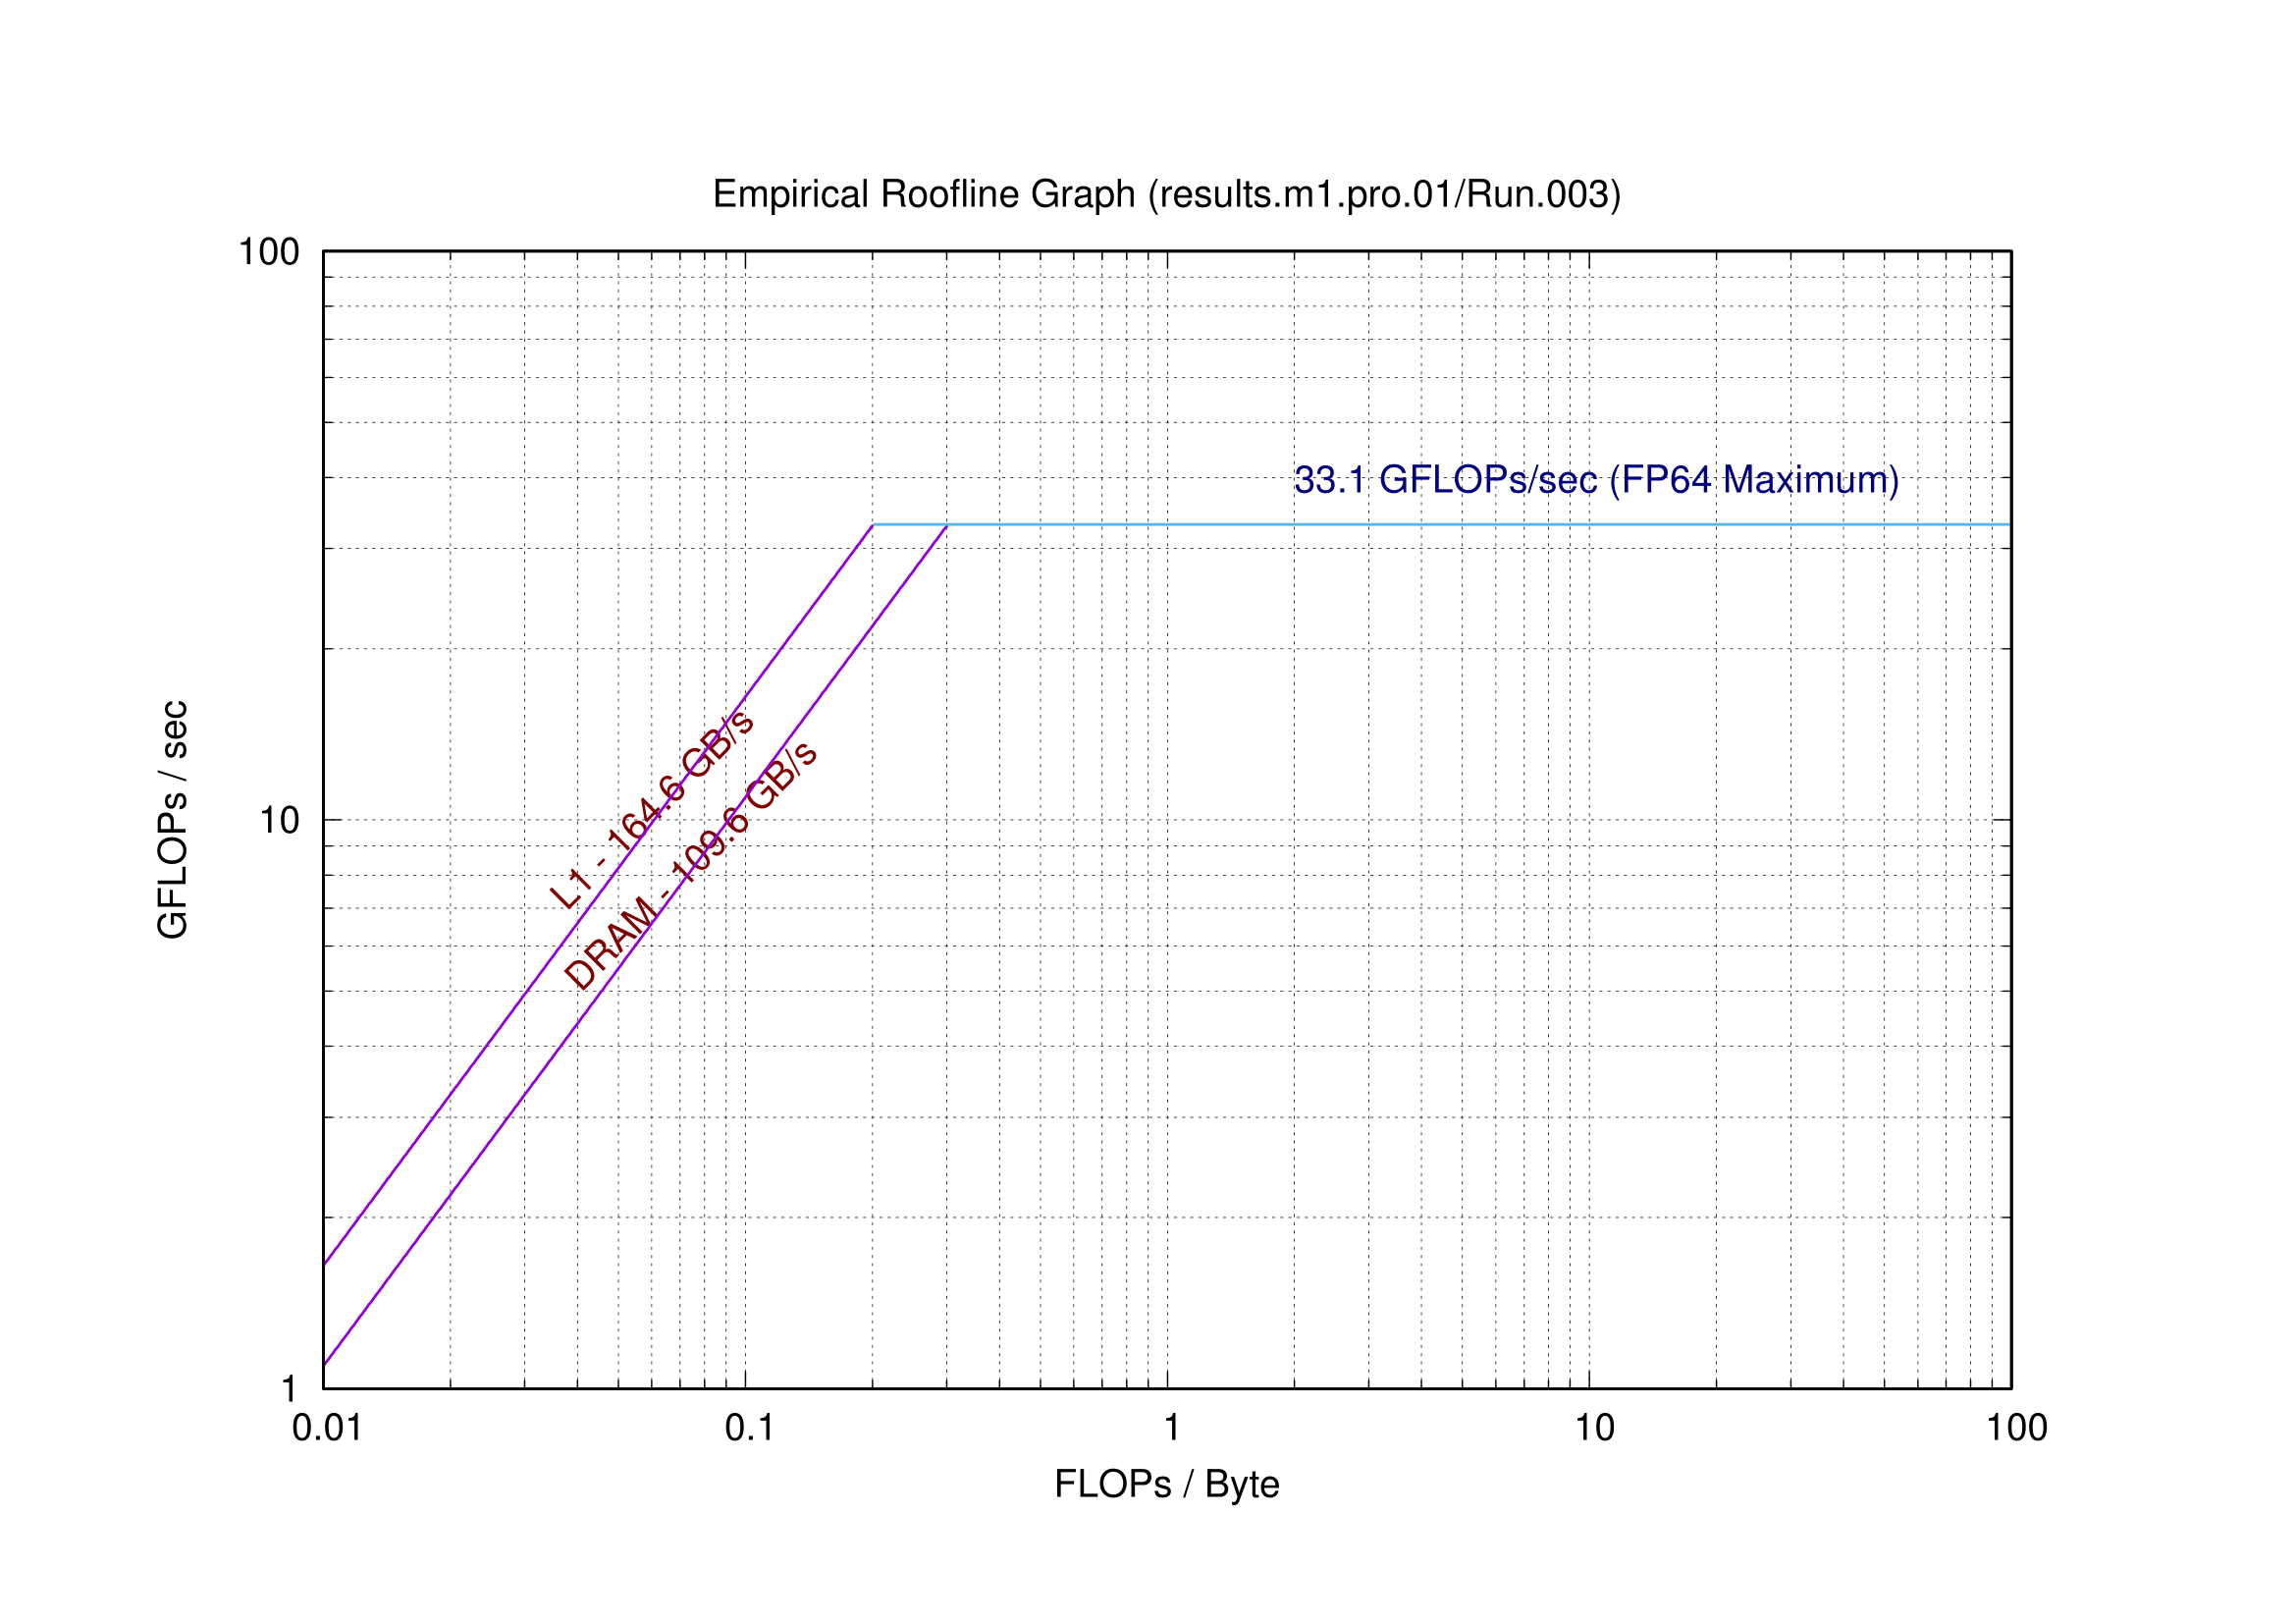 Empirical Roofline Graph (results.m1.pro.01/Run.003)
100
33.1 GFLOPs/sec (FP64 Maximum)
L1 - 164.6 GB/s
DRAM - 109.6 GB/s
GFLOPs / sec
10
1
0.01 0.1 1 10 100
FLOPs / Byte